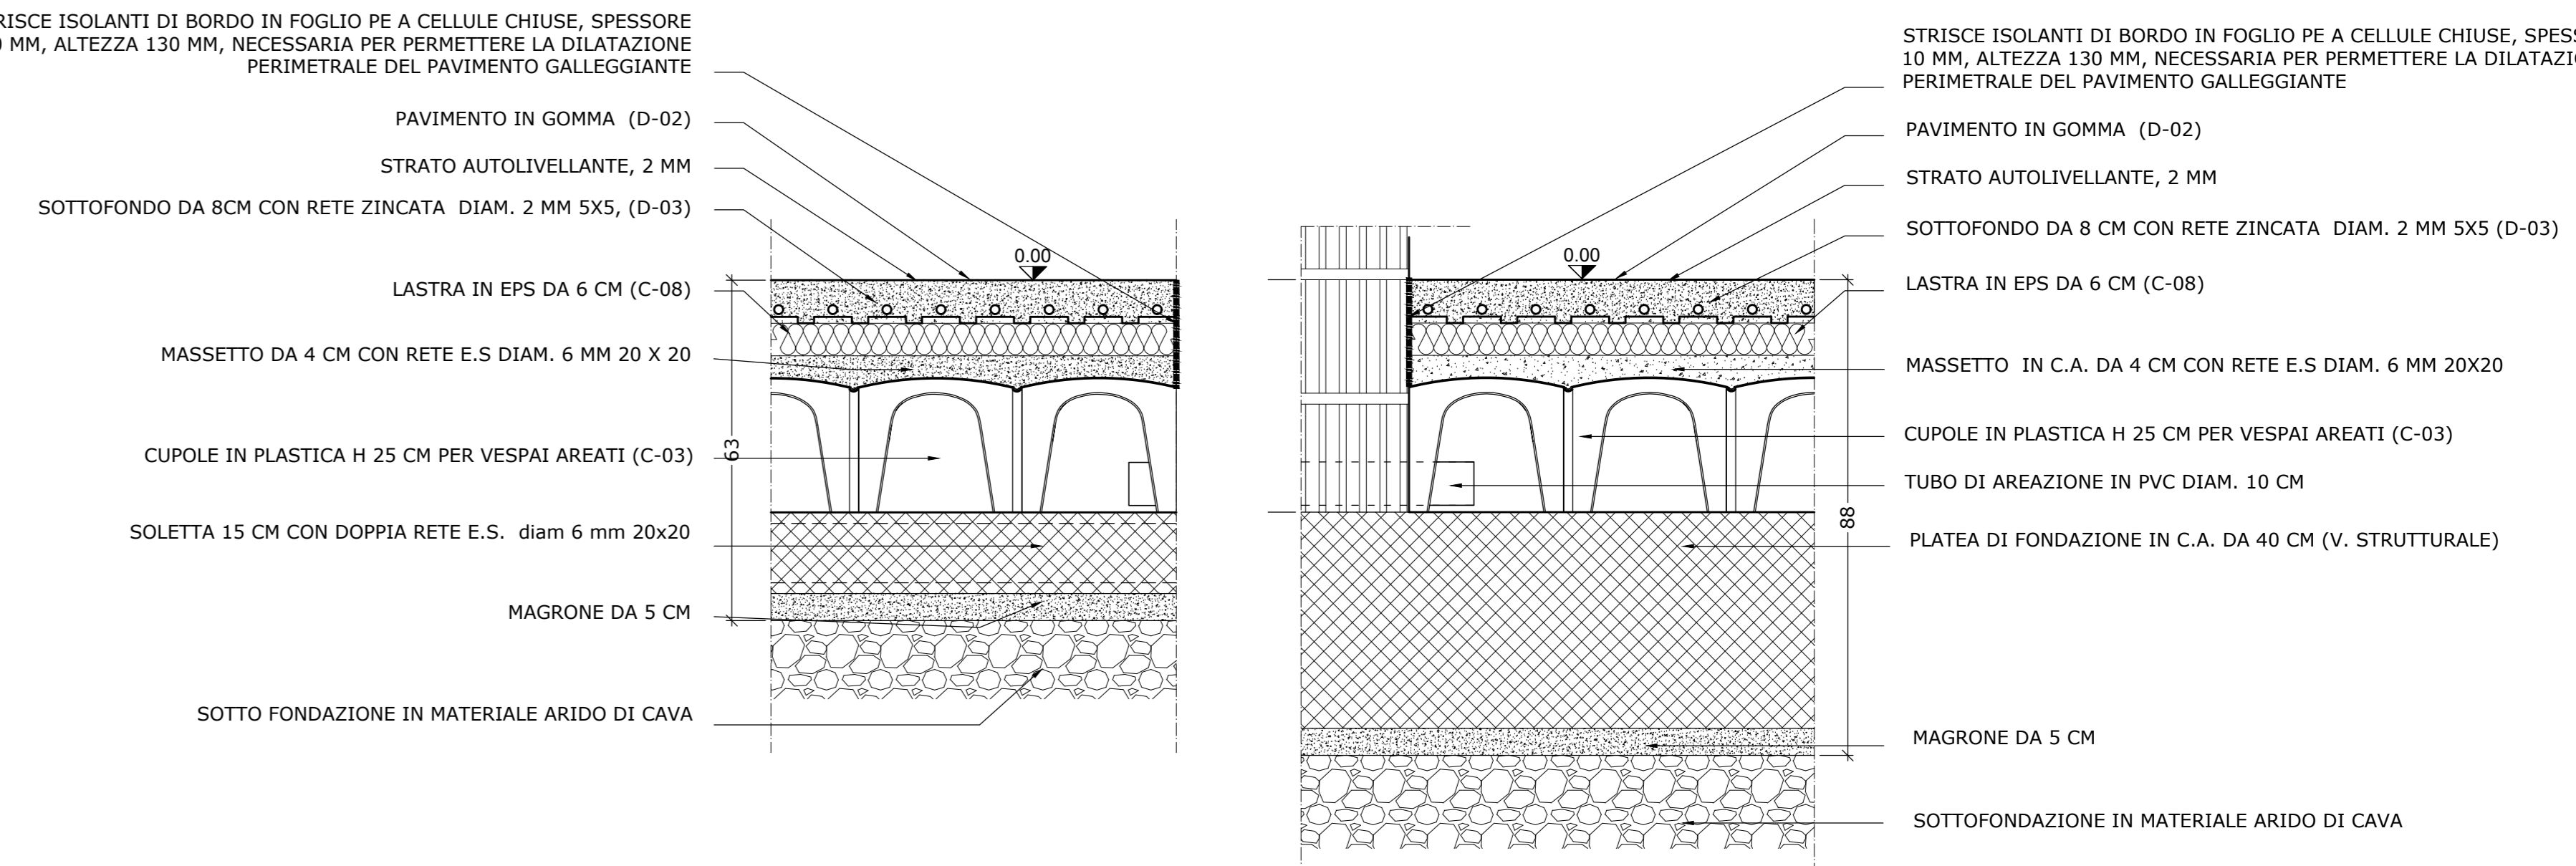 RISCE ISOLANTI DI BORDO IN FOGLIO PE A CELLULE CHIUSE, SPESSORE
MM, ALTEZZA 130 MM, NECESSARIA PER PERMETTERE LA DILATAZIONE
PERIMETRALE DEL PAVIMENTO GALLEGGIANTE
PAVIMENTO IN GOMMA (D-02)
STRATO AUTOLIVELLANTE, 2 MM
SOTTOFONDO DA 8CM CON RETE ZINCATA DIAM. 2 MM 5X5, (D-03)
LASTRA IN EPS DA 6 CM (C-08)
MASSETTO DA 4 CM CON RETE E.S DIAM. 6 MM 20 X 20
CUPOLE IN PLASTICA H 25 CM PER VESPAI AREATI (C-03)
SOLETTA 15 CM CON DOPPIA RETE E.S. diam 6 mm 20x20
MAGRONE DA 5 CM
SOTTO FONDAZIONE IN MATERIALE ARIDO DI CAVA
63
0.00
0.00
88
STRISCE ISOLANTI DI BORDO IN FOGLIO PE A CELLULE CHIUSE, SPESS
10 MM, ALTEZZA 130 MM, NECESSARIA PER PERMETTERE LA DILATAZI
PERIMETRALE DEL PAVIMENTO GALLEGGIANTE
PAVIMENTO IN GOMMA (D-02)
STRATO AUTOLIVELLANTE, 2 MM
SOTTOFONDO DA 8 CM CON RETE ZINCATA DIAM. 2 MM 5X5 (D-03)
LASTRA IN EPS DA 6 CM (C-08)
MASSETTO IN C.A. DA 4 CM CON RETE E.S DIAM. 6 MM 20X20
CUPOLE IN PLASTICA H 25 CM PER VESPAI AREATI (C-03)
TUBO DI AREAZIONE IN PVC DIAM. 10 CM
PLATEA DI FONDAZIONE IN C.A. DA 40 CM (V. STRUTTURALE)
MAGRONE DA 5 CM
SOTTOFONDAZIONE IN MATERIALE ARIDO DI CAVA